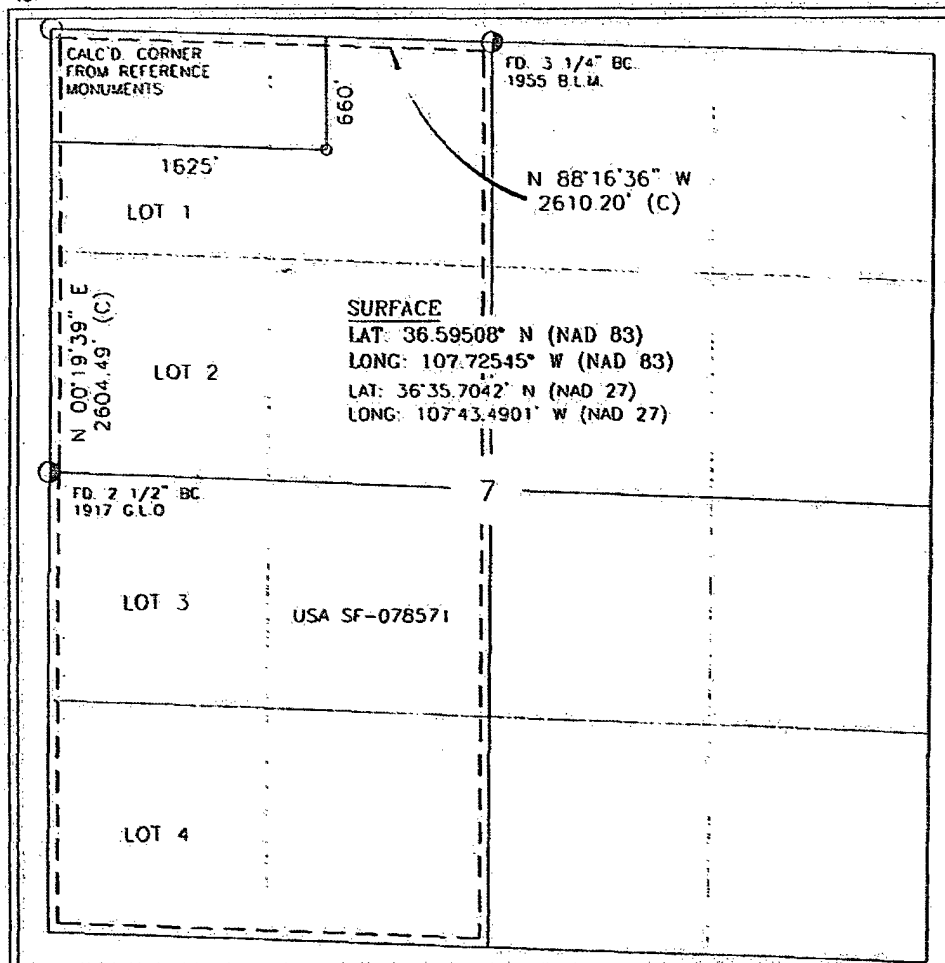 CALC'D. CORNER
FROM REFERENCE
MONUMENTS
FD. 3 1/4" BC.
1955 B.L.M.
660'
1625'
N 88°16'36" W
2610.20' (C)
LOT 1
N 00°19'39" E
2604.49' (C)
SURFACE
LAT: 36.59508° N (NAD 83)
LONG: 107.72545° W (NAD 83)
LAT: 36°35.7042' N (NAD 27)
LONG: 107°43.4901' W (NAD 27)
LOT 2
FD. 2 1/2" BC.
1917 G.L.O
7
LOT 3
USA SF-078571
LOT 4